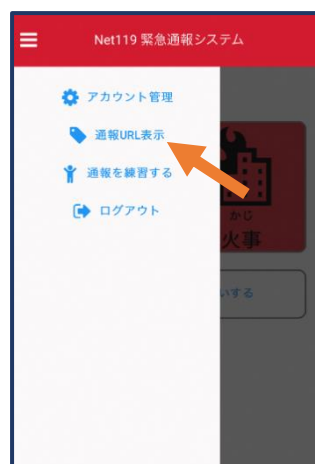 Net119 緊急通報システム
アカウント管理
通報URL表示
通報を練習する
ログアウト
かじ
火事
いする